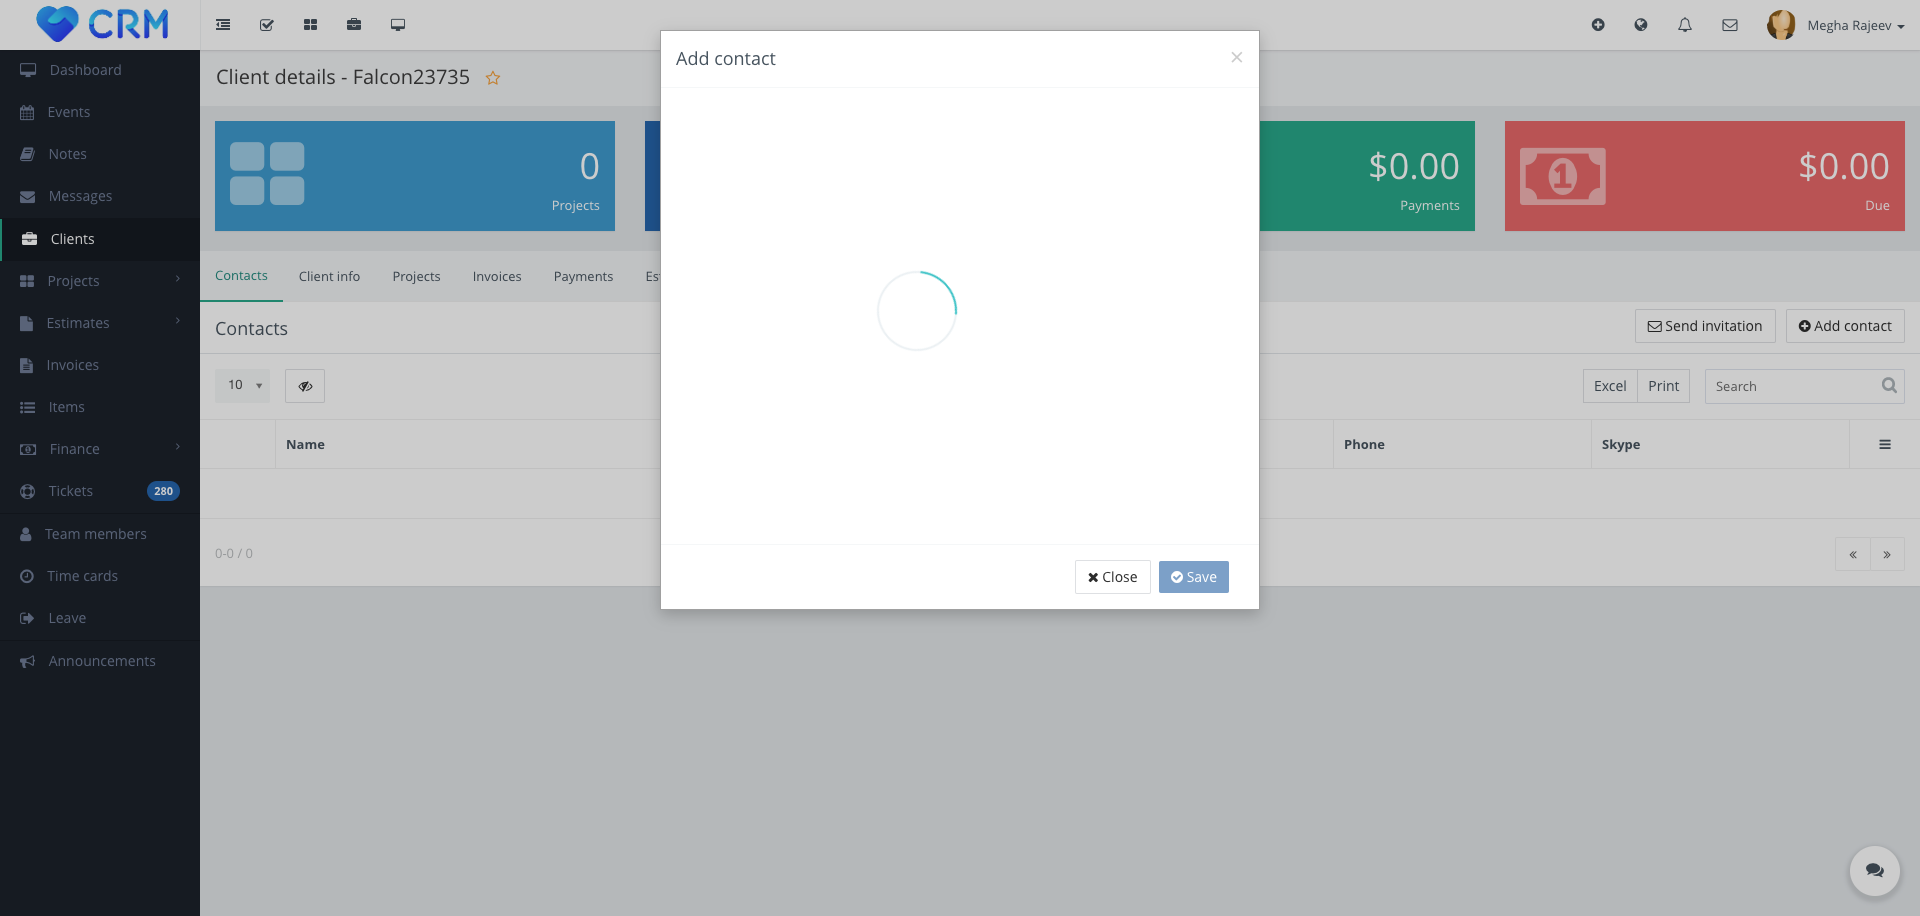 CRM
Megha Rajeev
Dashboard
Events
Notes
Messages
Clients
Projects
Estimates
Invoices
Items
Finance
Tickets 280
Team members
Time cards
Leave
Announcements
Client details - Falcon23735
0
Projects
$0.00
Payments
1
$0.00
Due
Contacts Client info Projects Invoices Payments Es
Contacts
Send invitation Add contact
10
Excel Print Search
Name Phone Skype
0-0 / 0
« »
Add contact
×
Close Save